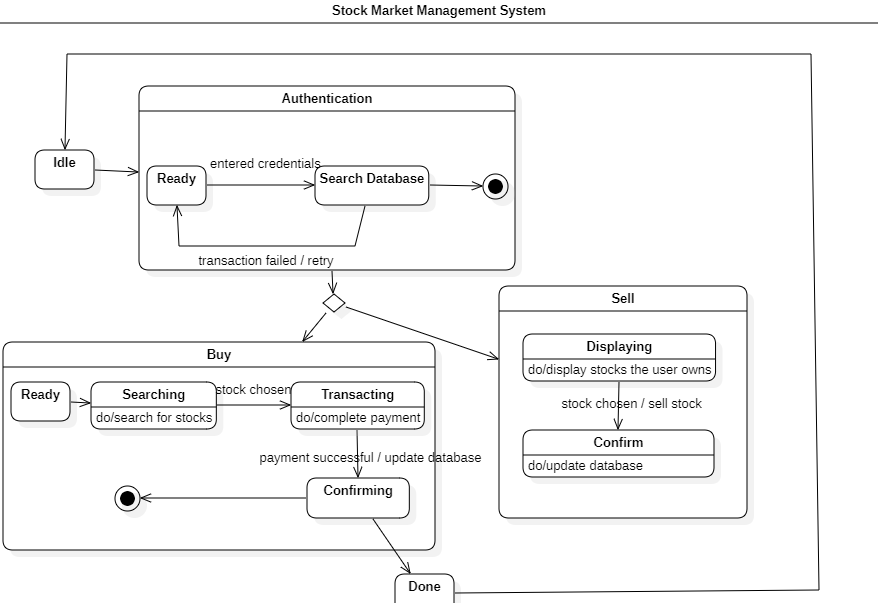 Stock Market Management System
Authentication
Idle
entered credentials
Ready
Search Database
transaction failed / retry
Sell
Displaying
do/display stocks the user owns
stock chosen / sell stock
Confirm
do/update database
Buy
Ready
Searching
do/search for stocks
stock chosen
Transacting
do/complete payment
payment successful / update database
Confirming
Done